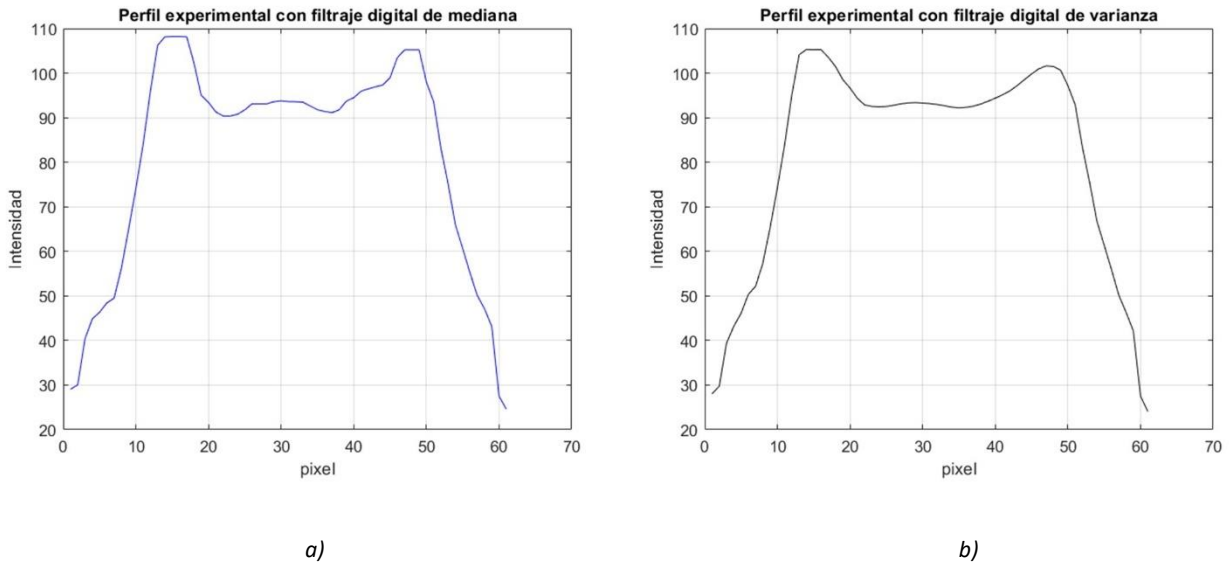 Perfil experimental con filtraje digital de mediana
110
100
90
80
70
60
50
40
30
20
Intensidad
0 10 20 30 40 50 60 70
pixel
a)
Perfil experimental con filtraje digital de varianza
110
100
90
80
70
60
50
40
30
20
Intensidad
0 10 20 30 40 50 60 70
pixel
b)